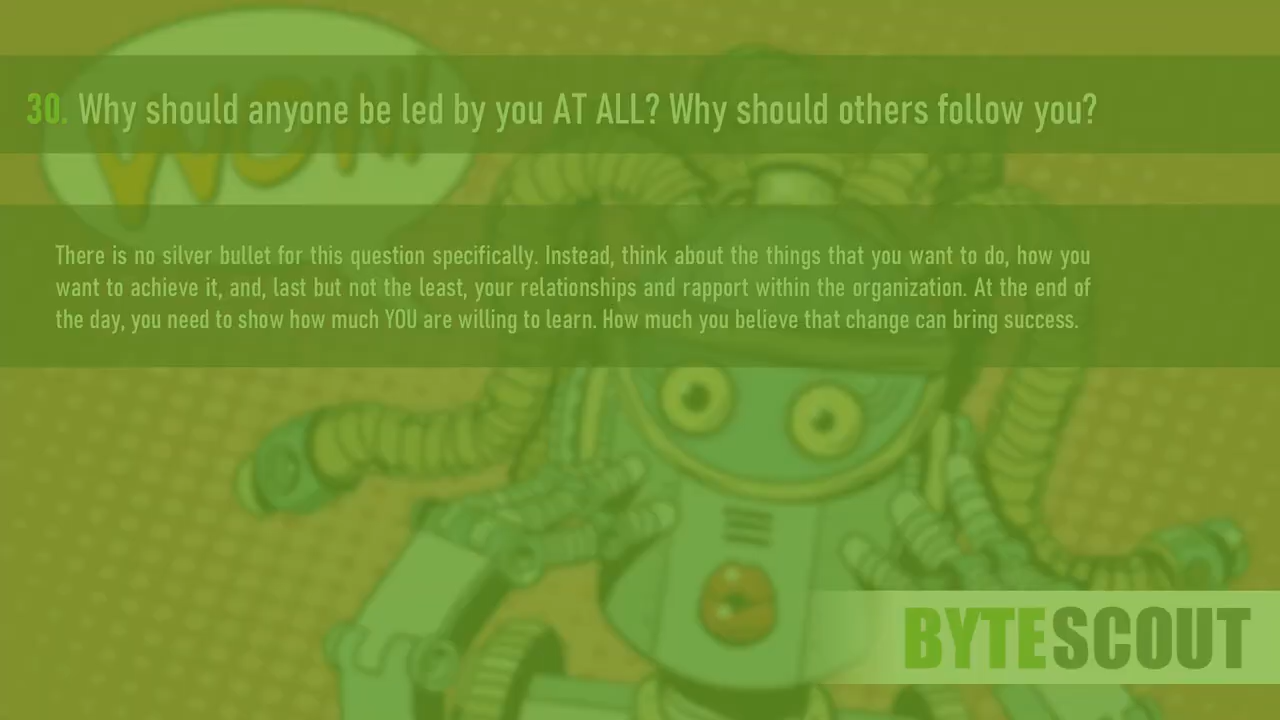 WOW!
30. Why should anyone be led by you AT ALL? Why should others follow you?
There is no silver bullet for this question specifically. Instead, think about the things that you want to do, how you
want to achieve it, and, last but not the least, your relationships and rapport within the organization. At the end of
the day, you need to show how much YOU are willing to learn. How much you believe that change can bring success.
BYTESCOUT